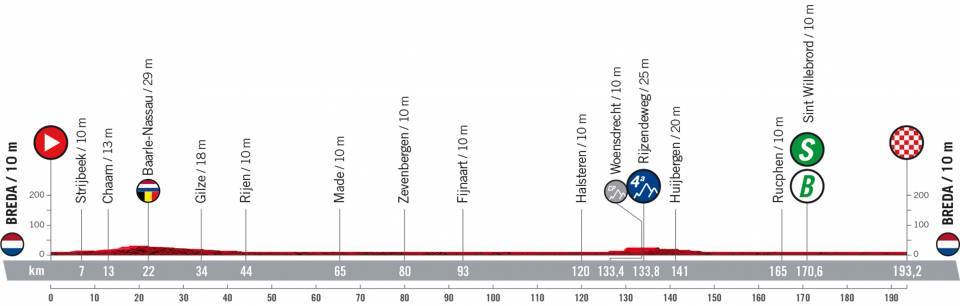 BREDA / 10 m
Strijbeek / 10 m
Chaam / 13 m
Baarle-Nassau / 29 m
Gilze / 18 m
Rijen / 10 m
Made / 10 m
Zevenbergen / 10 m
Fijnaart / 10 m
Halsteren / 10 m
Woensdrecht / 10 m
Rijzendeweg / 25 m
4ª
Huijbergen / 20 m
Rucphen / 10 m
Sint Willebrord / 10 m
S
B
BREDA / 10 m
200
100
0
200
100
0
km 7 13 22 34 44 65 80 93 120 133,4 133,8 141 165 170,6 193,2
0 10 20 30 40 50 60 70 80 90 100 110 120 130 140 150 160 170 180 190